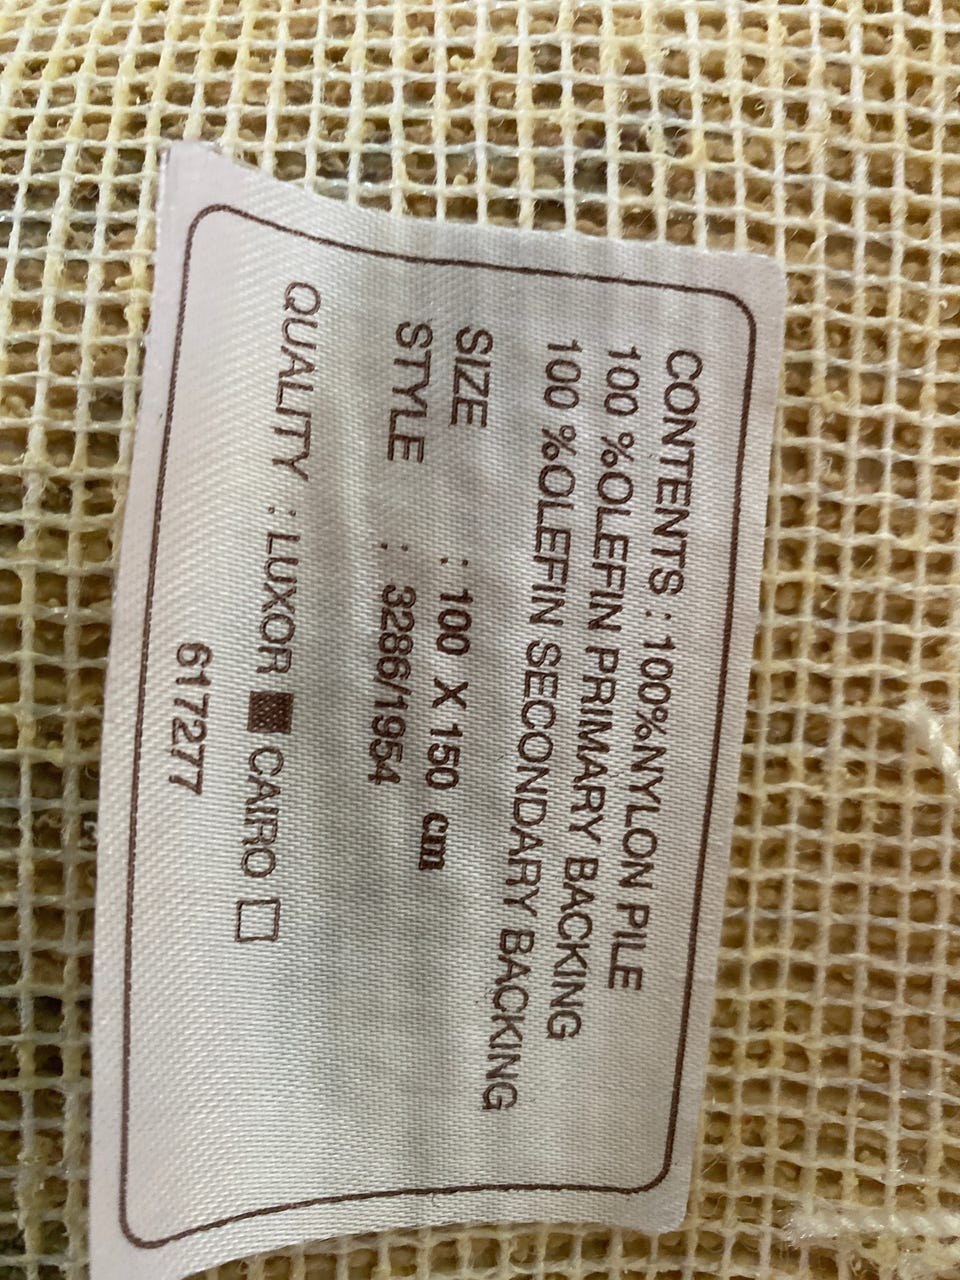 CONTENTS : 100%NYLON PILE
100 %OLEFIN PRIMARY BACKING
100 %OLEFIN SECONDARY BACKING
SIZE : 100 X 150 cm
STYLE : 3286/1954
QUALITY : LUXOR ■ CAIRO □
617277